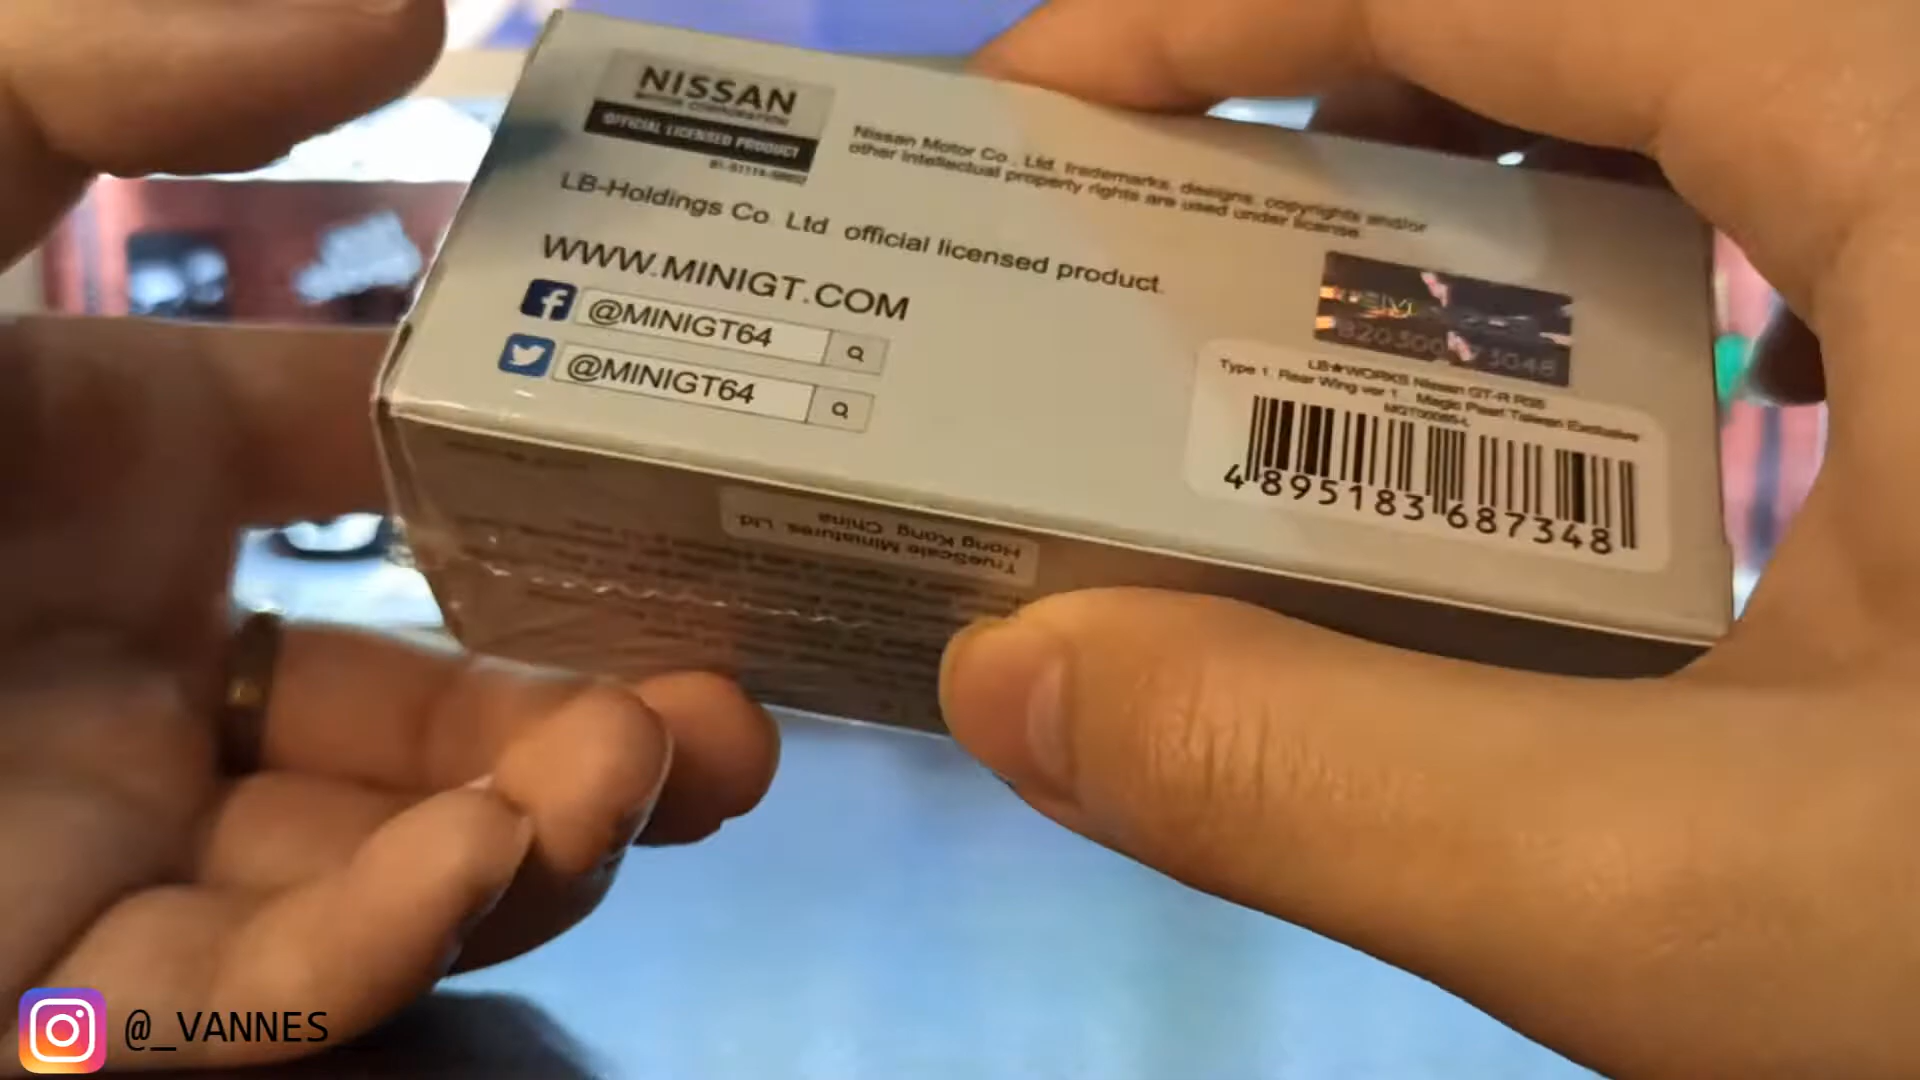 NISSAN
MOTOR CORPORATION
OFFICIAL LICENSED PRODUCT
Nissan Motor Co., Ltd. trademarks, designs, copyrights and/or
other intellectual property rights are used under license.
LB-Holdings Co Ltd official licensed product.
WWW.MINIGT.COM
@MINIGT64
@MINIGT64
LB★WORKS Nissan GT-R R35
Type 1, Rear Wing ver 1, Magic Pearl Taiwan Exclusive
4 895183 687348
TrueScale Miniatures, Ltd.
Hong Kong, China
@_VANNES_